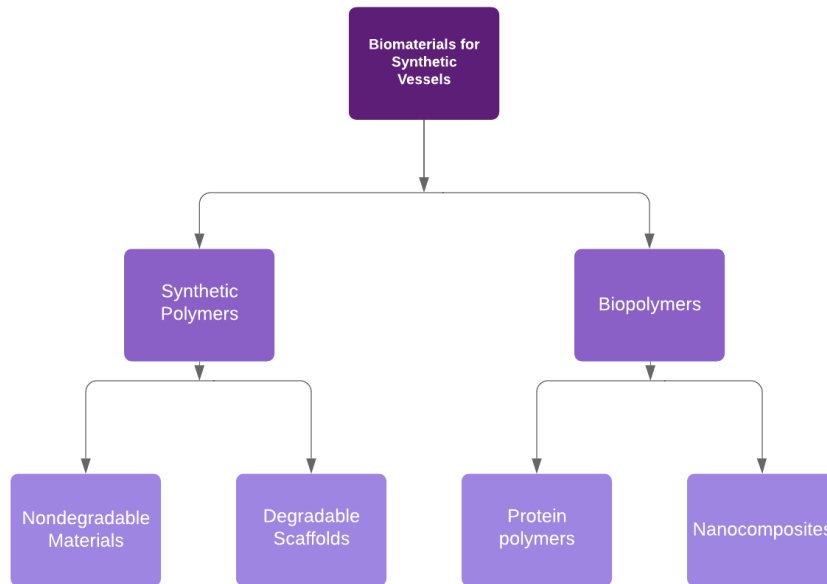 Biomaterials for
Synthetic
Vessels
Synthetic
Polymers
Biopolymers
Nondegradable
Materials
Degradable
Scaffolds
Protein
polymers
Nanocomposites